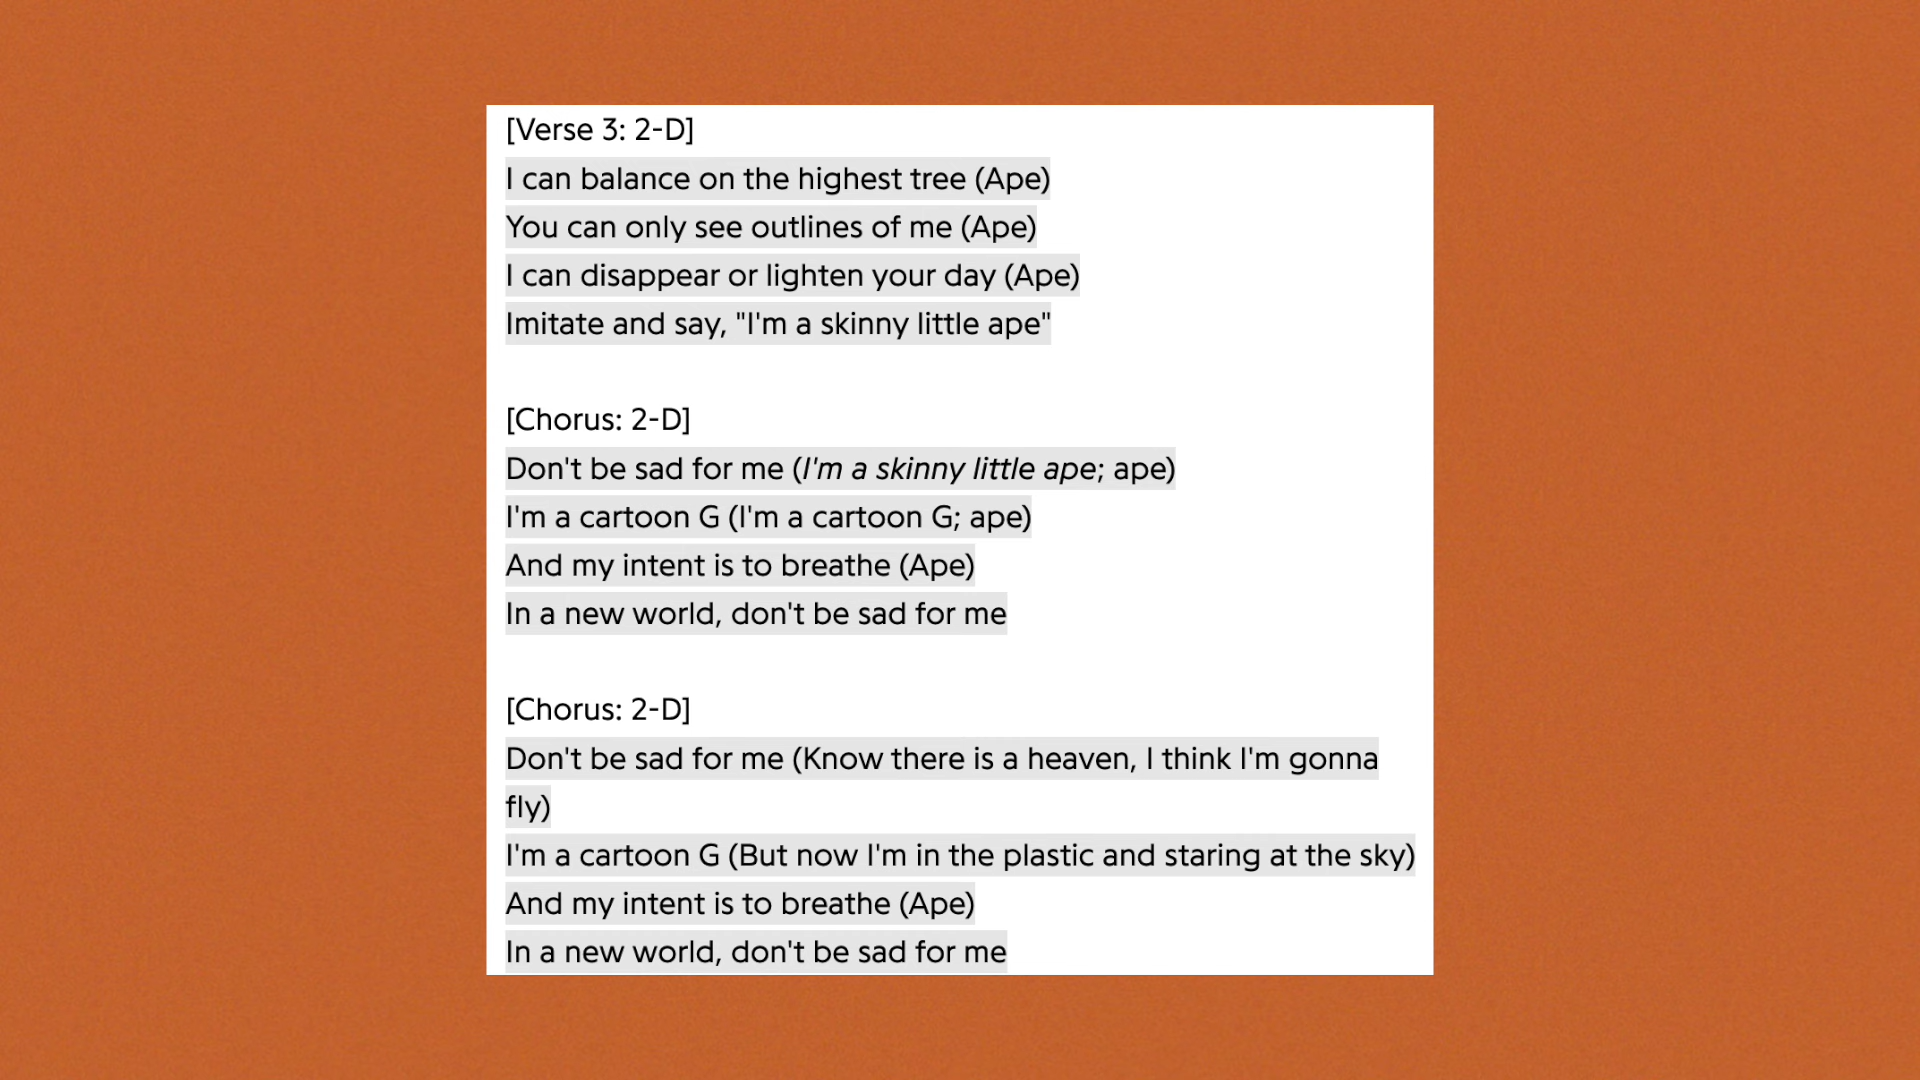 [Verse 3: 2-D]
I can balance on the highest tree (Ape)
You can only see outlines of me (Ape)
I can disappear or lighten your day (Ape)
Imitate and say, "I'm a skinny little ape"
[Chorus: 2-D]
Don't be sad for me (I'm a skinny little ape; ape)
I'm a cartoon G (I'm a cartoon G; ape)
And my intent is to breathe (Ape)
In a new world, don't be sad for me
[Chorus: 2-D]
Don't be sad for me (Know there is a heaven, I think I'm gonna
fly)
I'm a cartoon G (But now I'm in the plastic and staring at the sky)
And my intent is to breathe (Ape)
In a new world, don't be sad for me